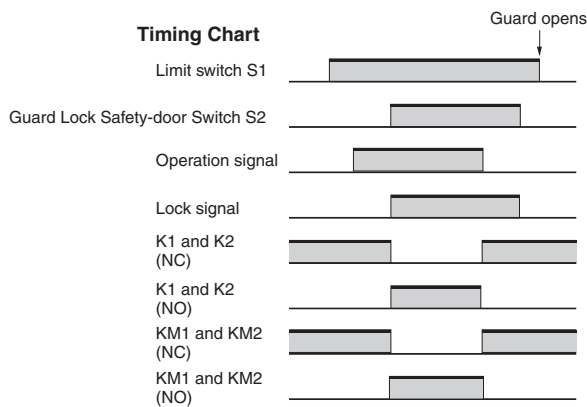 Guard opens
Timing Chart
Limit switch S1
Guard Lock Safety-door Switch S2
Operation signal
Lock signal
K1 and K2
(NC)
K1 and K2
(NO)
KM1 and KM2
(NC)
KM1 and KM2
(NO)